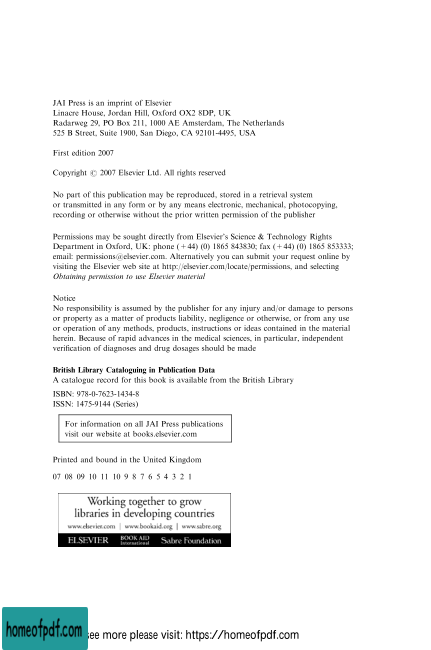 JAI Press is an imprint of Elsevier
Linacre House, Jordan Hill, Oxford OX2 8DP, UK
Radarweg 29, PO Box 211, 1000 AE Amsterdam, The Netherlands
525 B Street, Suite 1900, San Diego, CA 92101-4495, USA
First edition 2007
Copyright © 2007 Elsevier Ltd. All rights reserved
No part of this publication may be reproduced, stored in a retrieval system
or transmitted in any form or by any means electronic, mechanical, photocopying,
recording or otherwise without the prior written permission of the publisher
Permissions may be sought directly from Elsevier's Science & Technology Rights
Department in Oxford, UK: phone (+44) (0) 1865 843830; fax (+44) (0) 1865 853333;
email: permissions@elsevier.com. Alternatively you can submit your request online by
visiting the Elsevier web site at http://elsevier.com/locate/permissions, and selecting
Obtaining permission to use Elsevier material
Notice
No responsibility is assumed by the publisher for any injury and/or damage to persons
or property as a matter of products liability, negligence or otherwise, or from any use
or operation of any methods, products, instructions or ideas contained in the material
herein. Because of rapid advances in the medical sciences, in particular, independent
verification of diagnoses and drug dosages should be made
British Library Cataloguing in Publication Data
A catalogue record for this book is available from the British Library
ISBN: 978-0-7623-1434-8
ISSN: 1475-9144 (Series)
For information on all JAI Press publications
visit our website at books.elsevier.com
Printed and bound in the United Kingdom
07 08 09 10 11 10 9 8 7 6 5 4 3 2 1
Working together to grow
libraries in developing countries
www.elsevier.com | www.bookaid.org | www.sabre.org
ELSEVIER BOOK AID International Sabre Foundation
homeofpdf.com
see more please visit: https://homeofpdf.com